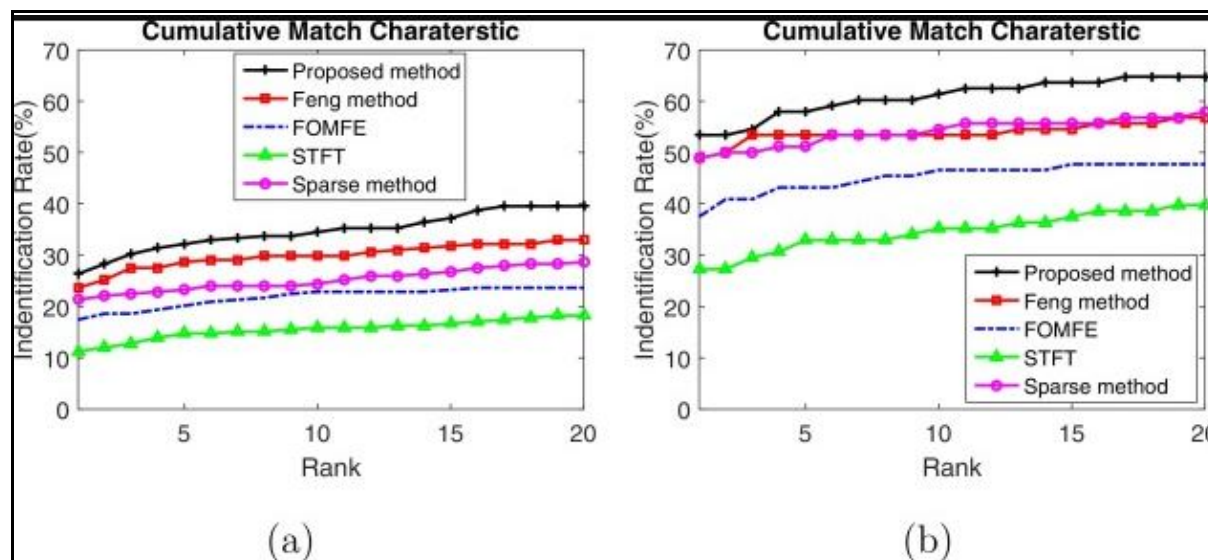 Cumulative Match Charaterstic
70
60
50
40
30
20
10
0
Indentification Rate(%)
Proposed method
Feng method
FOMFE
STFT
Sparse method
5 10 15 20
Rank
(a)
Cumulative Match Charaterstic
70
60
50
40
30
20
10
0
Indentification Rate(%)
Proposed method
Feng method
FOMFE
STFT
Sparse method
5 10 15 20
Rank
(b)